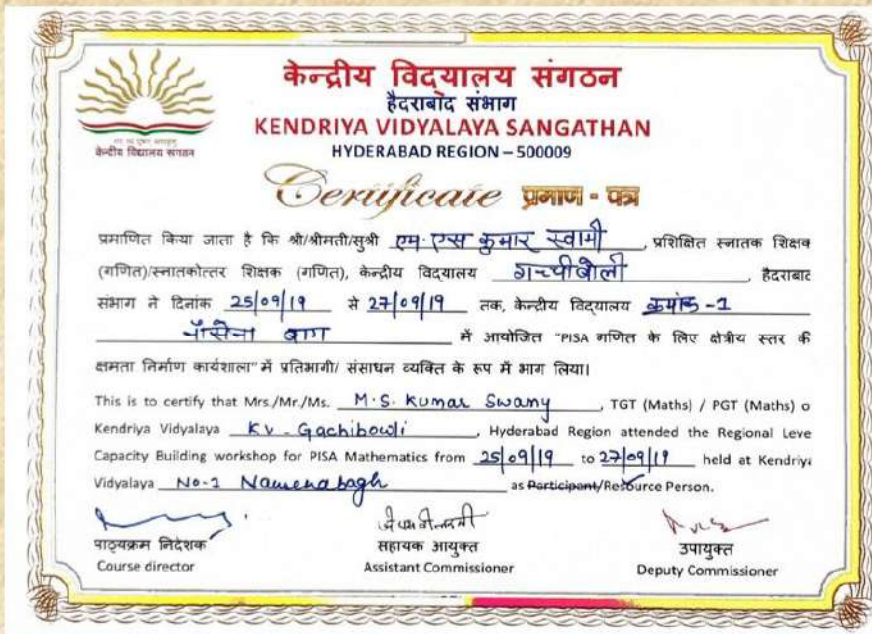 केन्द्रीय विद्यालय संगठन
केन्द्रीय विद्यालय संगठन
हैदराबाद संभाग
KENDRIYA VIDYALAYA SANGATHAN
HYDERABAD REGION – 500009
Certificate प्रमाण - पत्र
प्रमाणित किया जाता है कि श्री/श्रीमती/सुश्री एम. एस कुमार स्वामी, प्रशिक्षित स्नातक शिक्षक
(गणित)/स्नातकोत्तर शिक्षक (गणित), केन्द्रीय विद्यालय गच्चीबौली, हैदराबाद
संभाग ने दिनांक 25/09/19 से 27/09/19 तक, केन्द्रीय विद्यालय क्रमांक -1
बाग में आयोजित "PISA गणित के लिए क्षेत्रीय स्तर की
क्षमता निर्माण कार्यशाला" में प्रतिभागी/ संसाधन व्यक्ति के रूप में भाग लिया।
This is to certify that Mrs./Mr./Ms. M.S. Kumar Swamy, TGT (Maths) / PGT (Maths) o
Kendriya Vidyalaya KV - Gachibowli, Hyderabad Region attended the Regional Leve
Capacity Building workshop for PISA Mathematics from 25/09/19 to 27/09/19 held at Kendriya
Vidyalaya No-1 as Participant/Resource Person.
पाठ्यक्रम निदेशक सहायक आयुक्त उपायुक्त
Course director Assistant Commissioner Deputy Commissioner